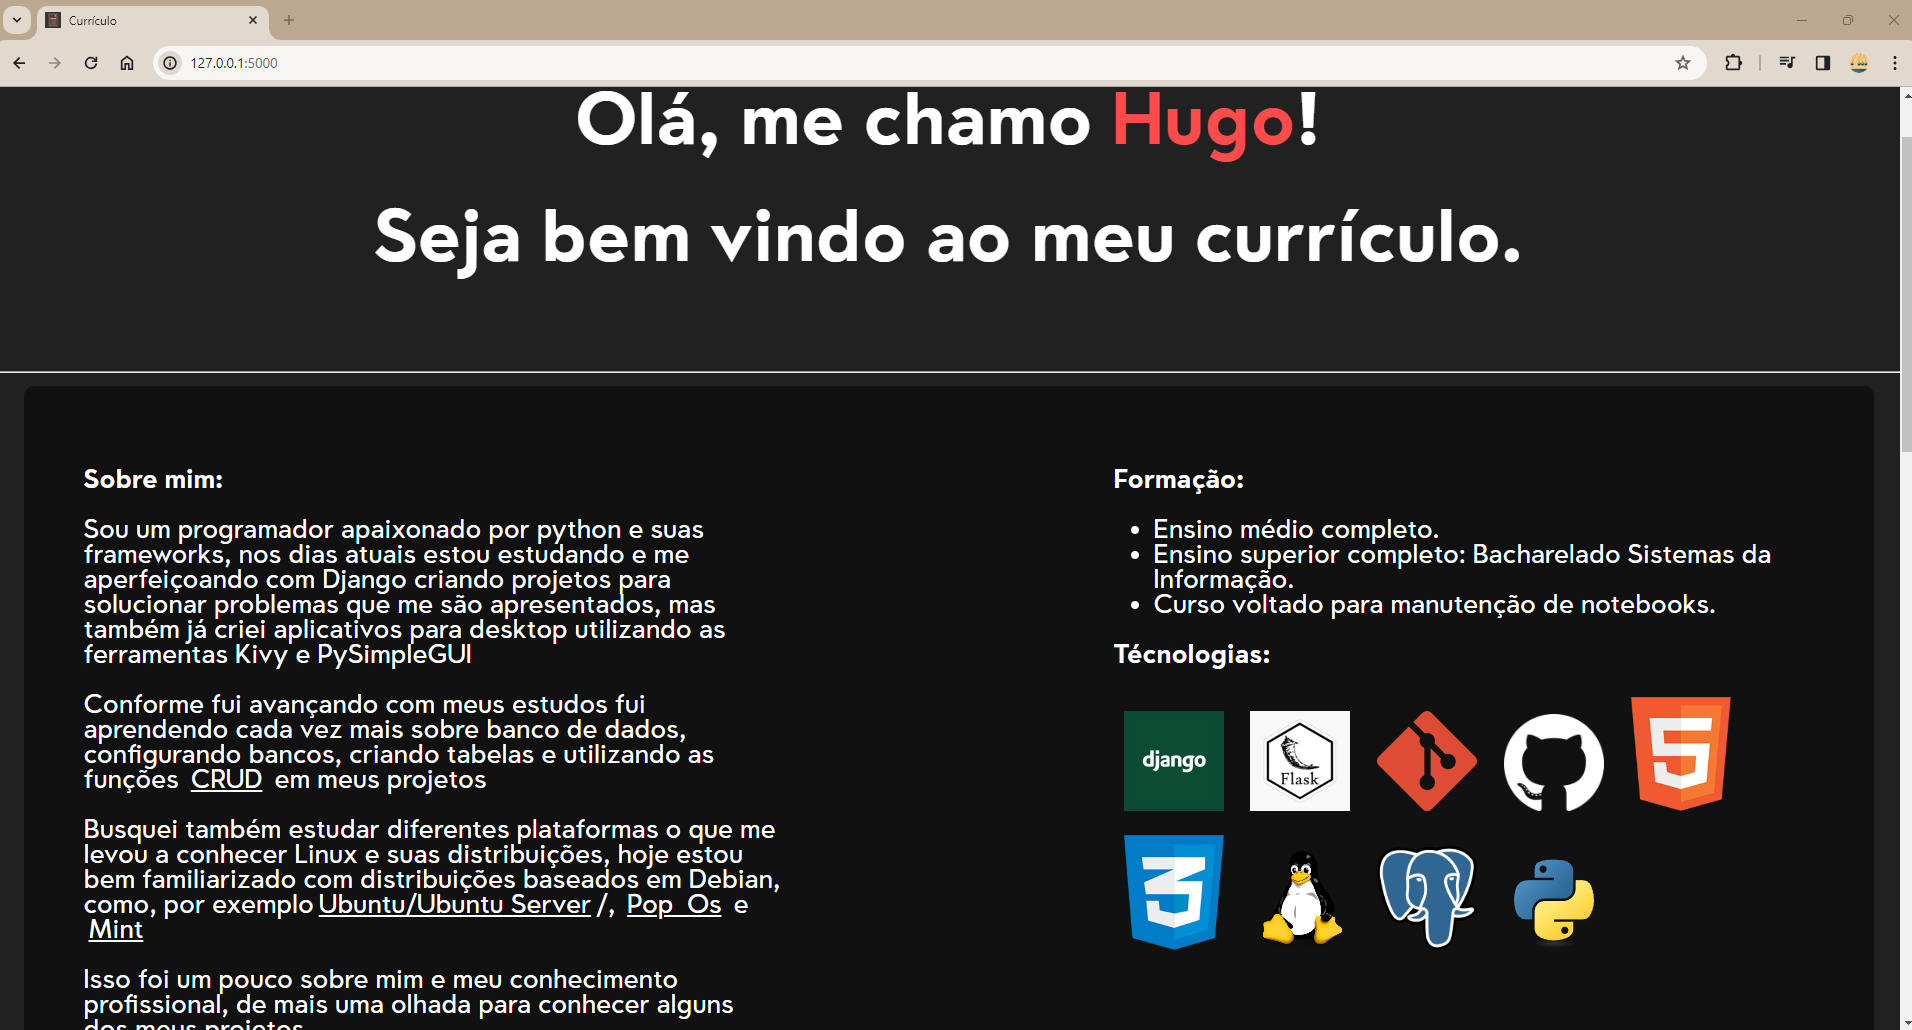 Currículo
127.0.0.1:5000
Olá, me chamo Hugo!
Seja bem vindo ao meu currículo.
Sobre mim:
Sou um programador apaixonado por python e suas
frameworks, nos dias atuais estou estudando e me
aperfeiçoando com Django criando projetos para
solucionar problemas que me são apresentados, mas
também já criei aplicativos para desktop utilizando as
ferramentas Kivy e PySimpleGUI
Conforme fui avançando com meus estudos fui
aprendendo cada vez mais sobre banco de dados,
configurando bancos, criando tabelas e utilizando as
funções CRUD em meus projetos
Busquei também estudar diferentes plataformas o que me
levou a conhecer Linux e suas distribuições, hoje estou
bem familiarizado com distribuições baseados em Debian,
como, por exemplo Ubuntu/Ubuntu Server /, Pop_Os e
Mint
Isso foi um pouco sobre mim e meu conhecimento
profissional, de mais uma olhada para conhecer alguns
dos meus projetos
Formação:
• Ensino médio completo.
• Ensino superior completo: Bacharelado Sistemas da
Informação.
• Curso voltado para manutenção de notebooks.
Técnologias:
django
Flask
5
3